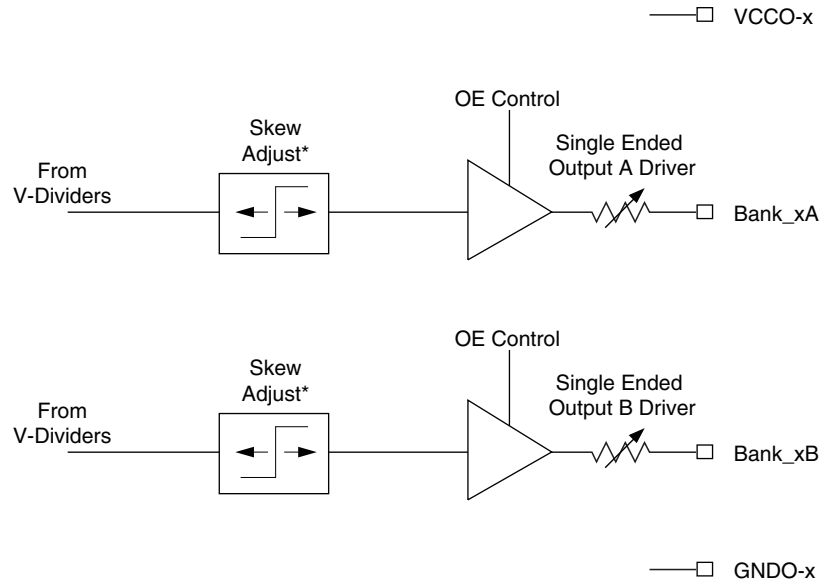 VCCO-x
OE Control
Skew
Adjust*
Single Ended
Output A Driver
From
V-Dividers
Bank_xA
OE Control
Skew
Adjust*
Single Ended
Output B Driver
From
V-Dividers
Bank_xB
GNDO-x